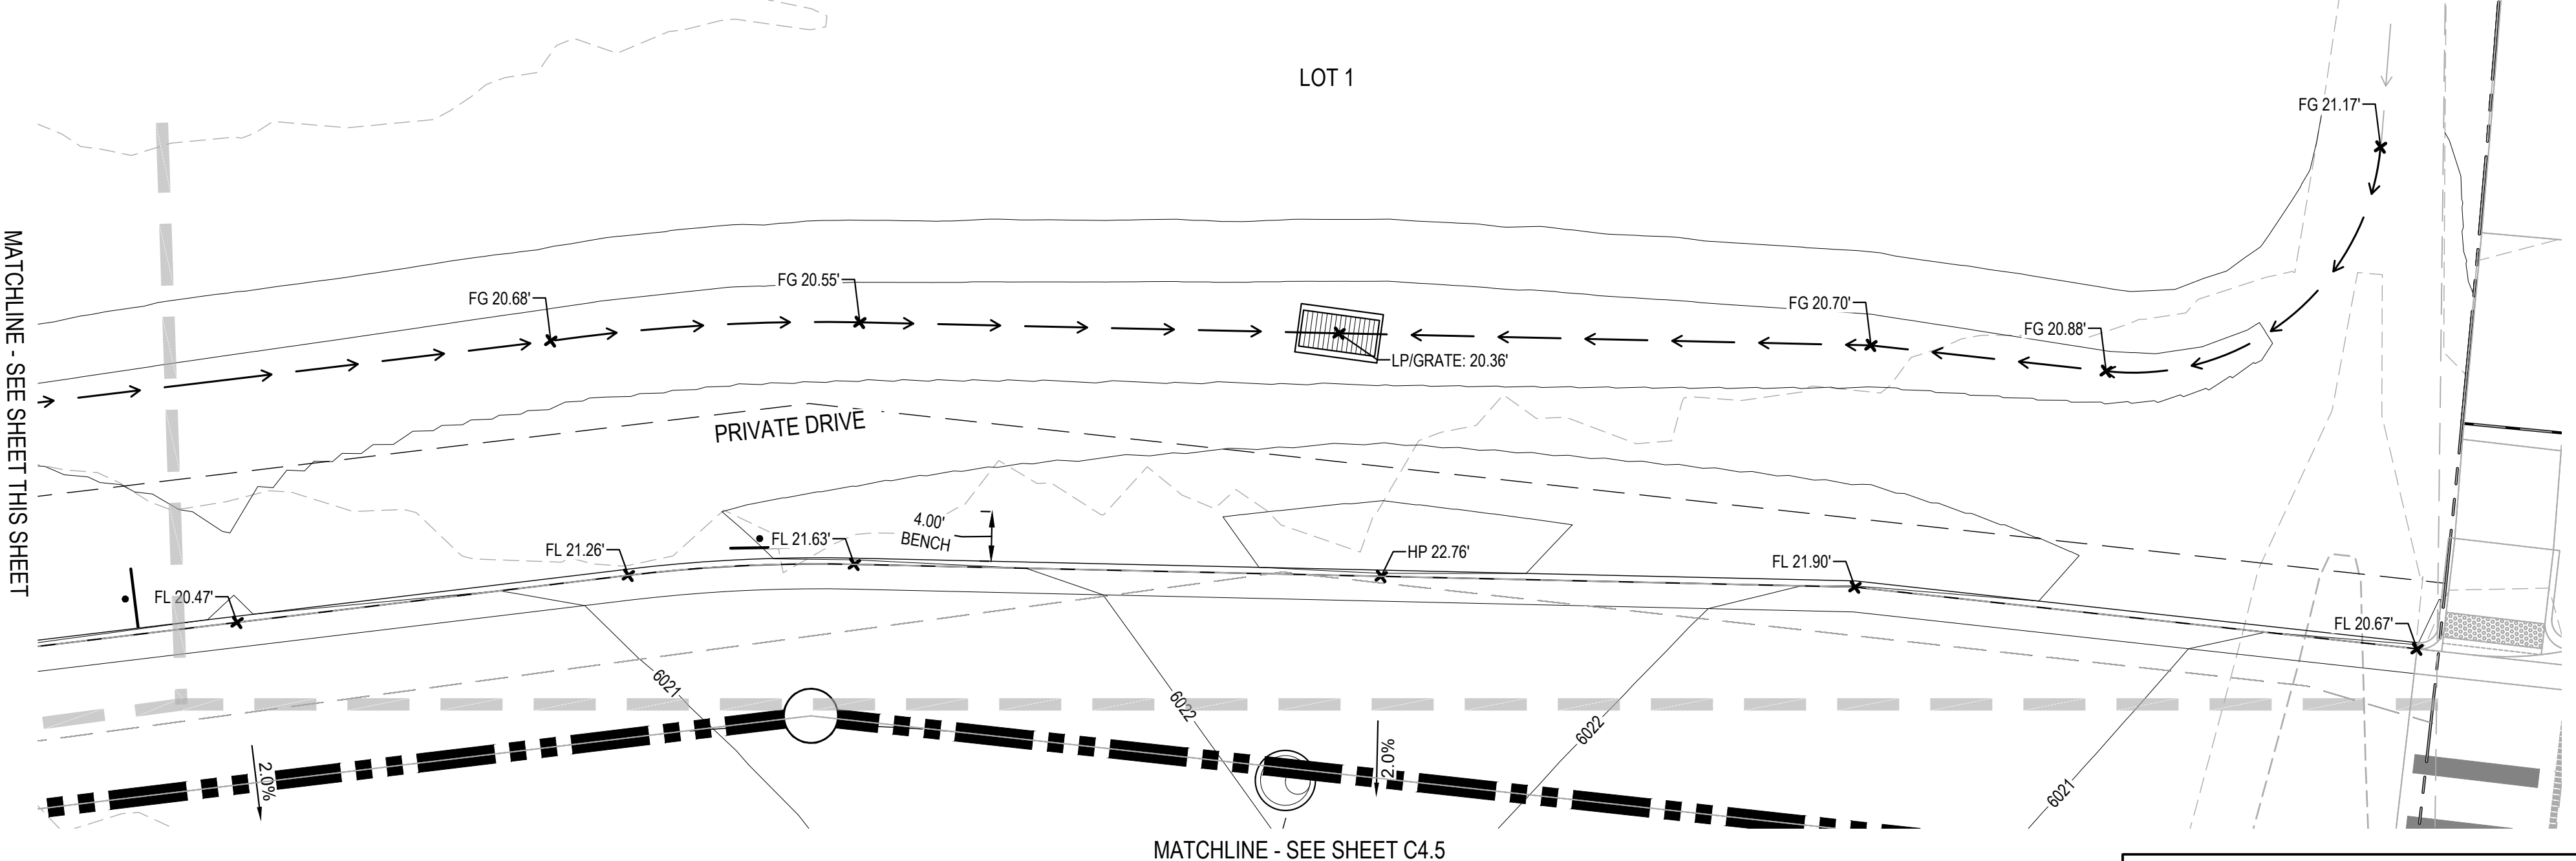 LOT 1
FG 21.17'
MATCHLINE - SEE SHEET THIS SHEET
FG 20.68'
FG 20.55'
FG 20.70'
FG 20.88'
LP/GRATE: 20.36'
PRIVATE DRIVE
4.00'
BENCH
FL 20.47'
FL 21.26'
FL 21.63'
HP 22.76'
FL 21.90'
FL 20.67'
6021
6022
6022
6021
2.0%
2.0%
MATCHLINE - SEE SHEET C4.5